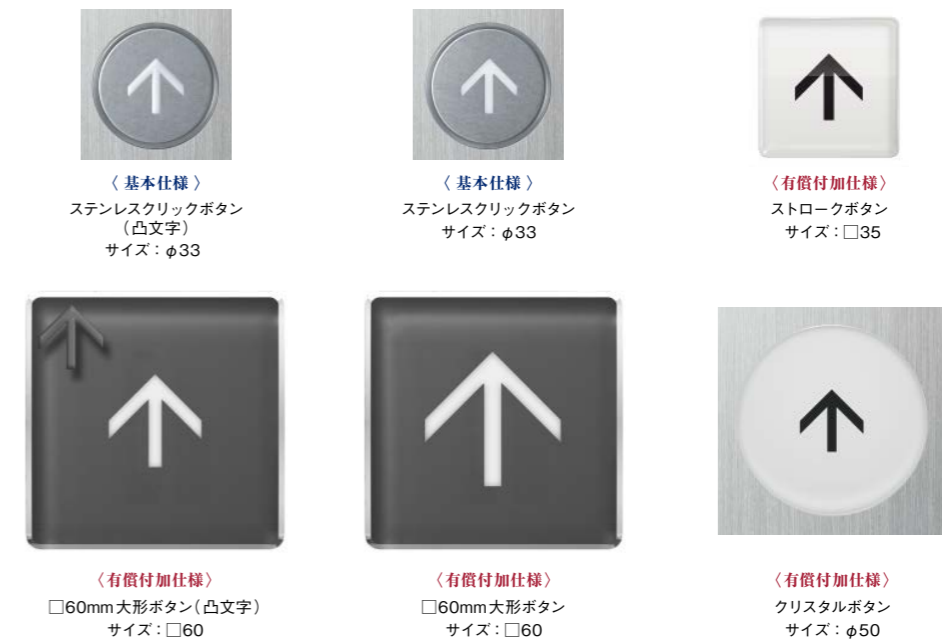 〈 基本仕様 〉
ステンレスクリックボタン
（凸文字）
サイズ：φ33
〈 基本仕様 〉
ステンレスクリックボタン
サイズ：φ33
〈有償付加仕様〉
ストロークボタン
サイズ：□35
〈有償付加仕様〉
□60mm大形ボタン（凸文字）
サイズ：□60
〈有償付加仕様〉
□60mm大形ボタン
サイズ：□60
〈有償付加仕様〉
クリスタルボタン
サイズ：φ50